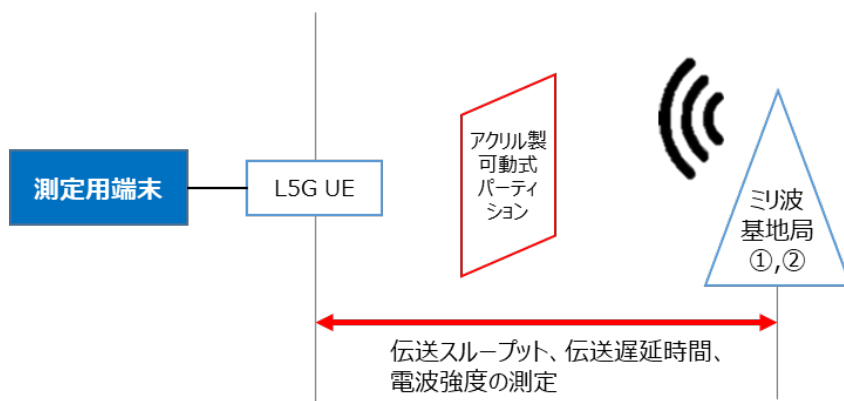 測定用端末
L5G UE
アクリル製
可動式
パーティ
ション
ミリ波
基地局
①,②
伝送スループット、伝送遅延時間、
電波強度の測定